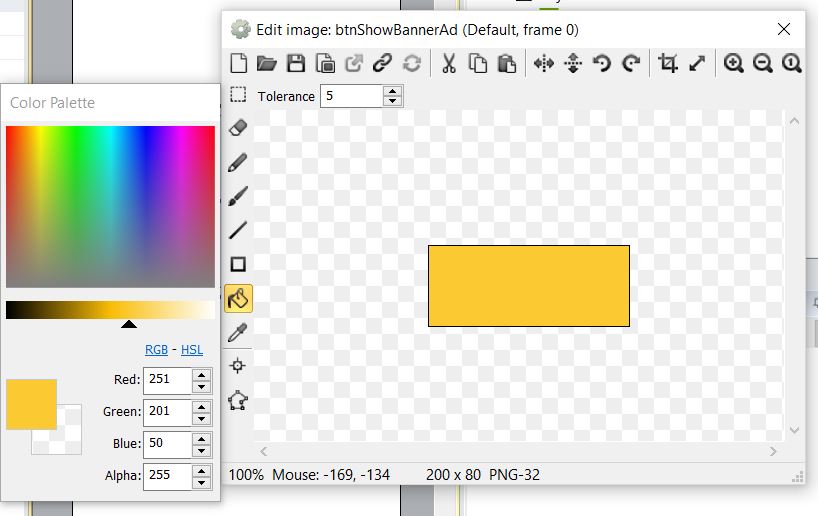 Edit image: btnShowBannerAd (Default, frame 0)
Tolerance 5
Color Palette
RGB - HSL
Red: 251
Green: 201
Blue: 50
Alpha: 255
100% Mouse: -169, -134 200 x 80 PNG-32